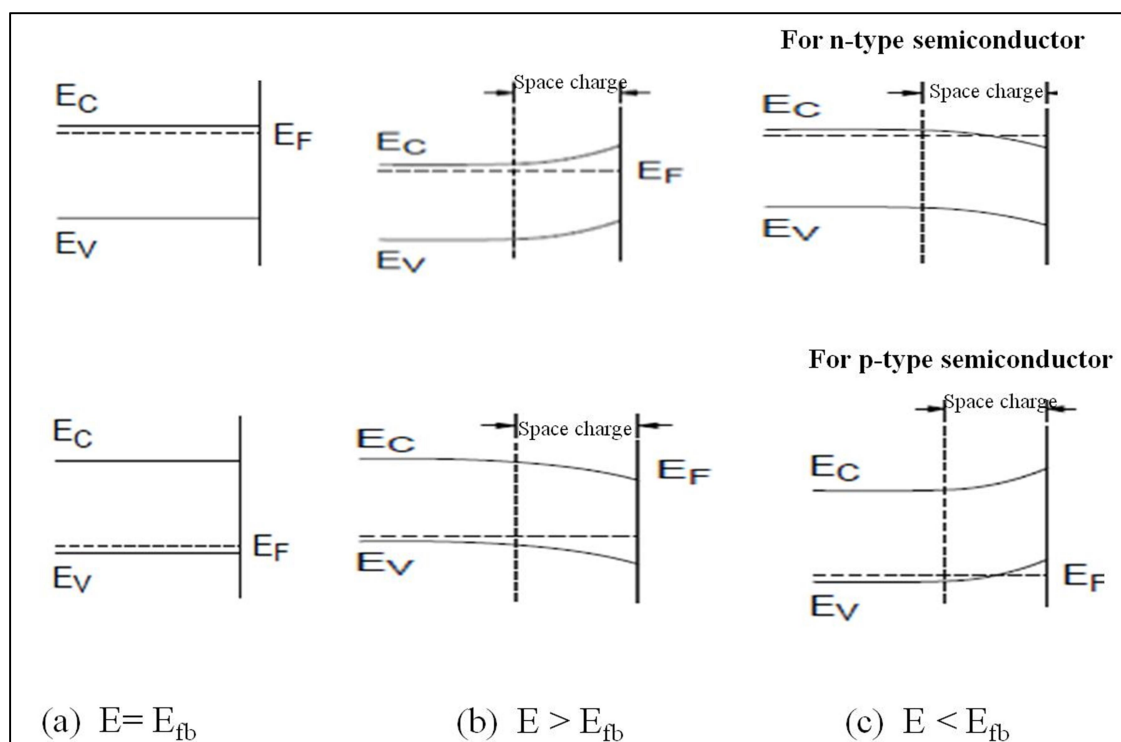 For n-type semiconductor
Space charge
Space charge
E_C
E_F
E_C
E_F
E_C
E_V
E_V
E_V
For p-type semiconductor
Space charge
Space charge
E_C
E_C
E_F
E_C
E_F
E_V
E_V
E_V
E_F
(a) E= E_fb
(b) E > E_fb
(c) E < E_fb